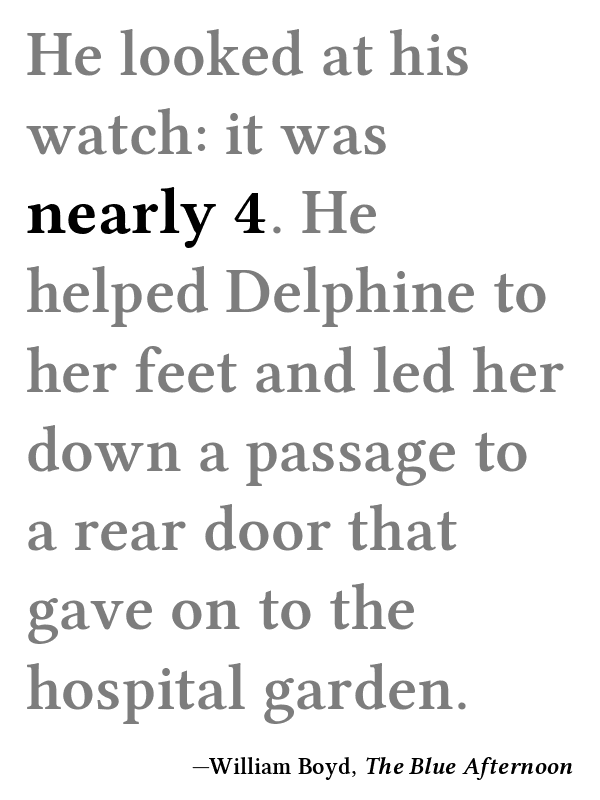 He looked at his
watch: it was
nearly 4. He
helped Delphine to
her feet and led her
down a passage to
a rear door that
gave on to the
hospital garden.
—William Boyd, The Blue Afternoon